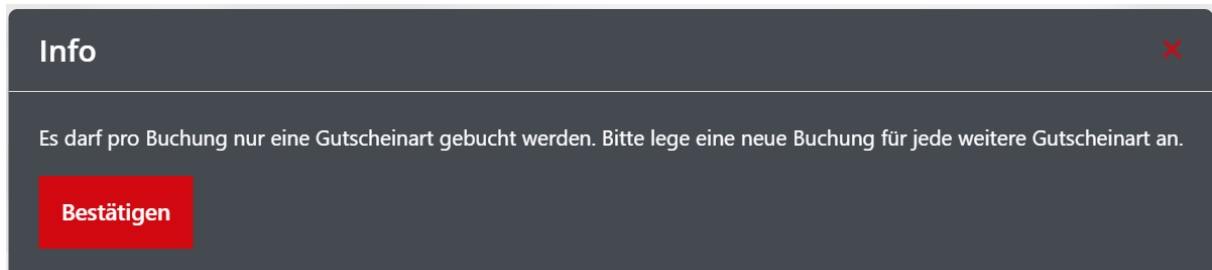 Info
Es darf pro Buchung nur eine Gutscheinart gebucht werden. Bitte lege eine neue Buchung für jede weitere Gutscheinart an.
Bestätigen